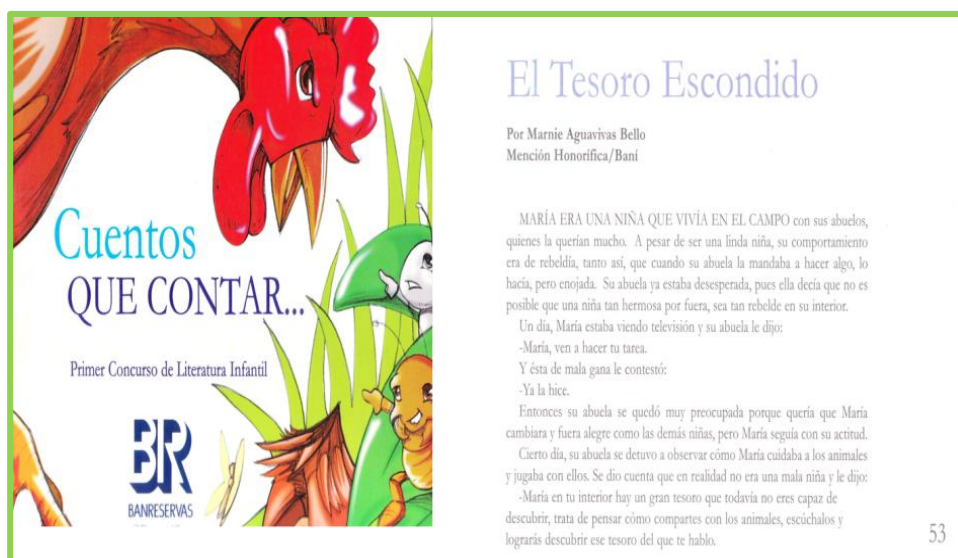 Cuentos
QUE CONTAR...
Primer Concurso de Literatura Infantil
BR
BANRESERVAS
El Tesoro Escondido
Por Marnie Aguavivas Bello
Mención Honorífica/Baní
MARÍA ERA UNA NIÑA QUE VIVÍA EN EL CAMPO con sus abuelos,
quienes la querían mucho. A pesar de ser una linda niña, su comportamiento
era de rebeldía, tanto así, que cuando su abuela la mandaba a hacer algo, lo
hacía, pero enojada. Su abuela ya estaba desesperada, pues ella decía que no es
posible que una niña tan hermosa por fuera, sea tan rebelde en su interior.
Un día, María estaba viendo televisión y su abuela le dijo:
-María, ven a hacer tu tarea.
Y ésta de mala gana le contestó:
-Ya la hice.
Entonces su abuela se quedó muy preocupada porque quería que María
cambiara y fuera alegre como las demás niñas, pero María seguía con su actitud.
Cierto día, su abuela se detuvo a observar cómo María cuidaba a los animales
y jugaba con ellos. Se dio cuenta que en realidad no era una mala niña y le dijo:
-María en tu interior hay un gran tesoro que todavía no eres capaz de
descubrir, trata de pensar cómo compartes con los animales, escúchalos y
lograrás descubrir ese tesoro del que te hablo.
53